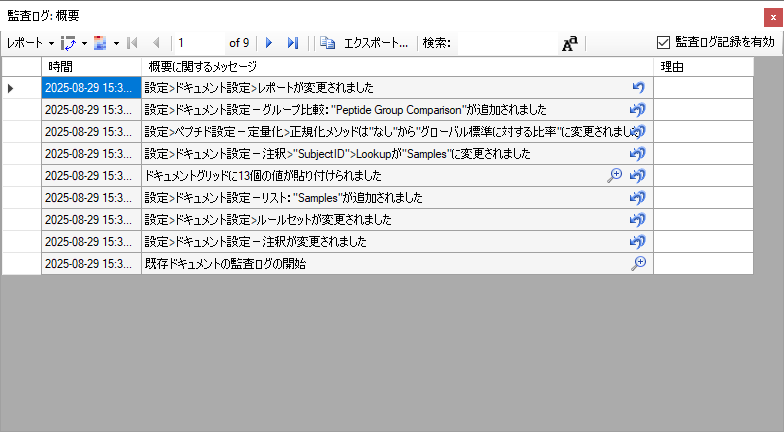 監査ログ: 概要
レポート 1 of 9 エクスポート... 検索: Aa 監査ログ記録を有効
時間 概要に関するメッセージ 理由
2025-08-29 15:3... 設定>ドキュメント設定>レポートが変更されました
2025-08-29 15:3... 設定>ドキュメント設定－グループ比較: "Peptide Group Comparison"が追加されました
2025-08-29 15:3... 設定>ペプチド設定－定量化>正規化メソッドは"なし"から"グローバル標準に対する比率"に変更されました
2025-08-29 15:3... 設定>ドキュメント設定－注釈>"SubjectID">Lookupが"Samples"に変更されました
2025-08-29 15:3... ドキュメントグリッドに13個の値が貼り付けられました
2025-08-29 15:3... 設定>ドキュメント設定－リスト: "Samples"が追加されました
2025-08-29 15:3... 設定>ドキュメント設定>ルールセットが変更されました
2025-08-29 15:3... 設定>ドキュメント設定－注釈が変更されました
2025-08-29 15:3... 既存ドキュメントの監査ログの開始